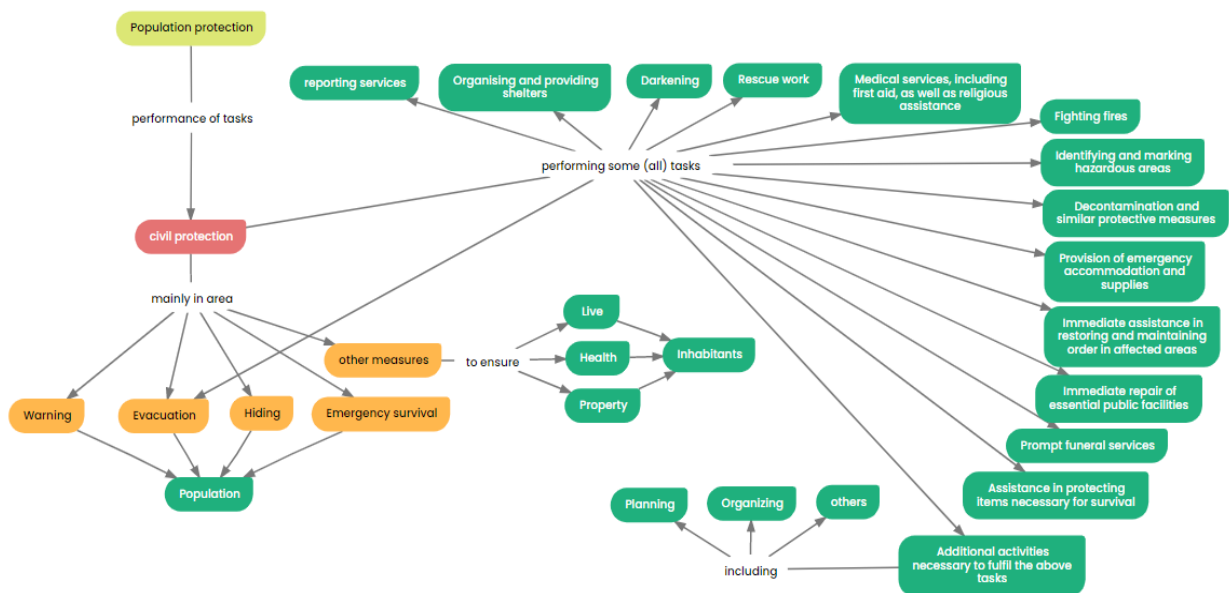 Population protection
performance of tasks
civil protection
mainly in area
Warning
Evacuation
Hiding
Emergency survival
other measures
Population
to ensure
Live
Health
Property
Inhabitants
performing some (all) tasks
reporting services
Organising and providing
shelters
Darkening
Rescue work
Medical services, including
first aid, as well as religious
assistance
Fighting fires
Identifying and marking
hazardous areas
Decontamination and
similar protective measures
Provision of emergency
accommodation and
supplies
Immediate assistance in
restoring and maintaining
order in affected areas
Immediate repair of
essential public facilities
Prompt funeral services
Assistance in protecting
items necessary for survival
Additional activities
necessary to fulfil the above
tasks
including
Planning
Organizing
others